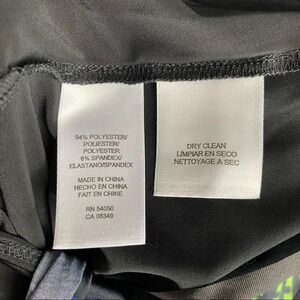 94% POLYESTER/
POLIÉSTER/
POLYESTER
6% SPANDEX/
ELASTANO/SPANDEX
MADE IN CHINA
HECHO EN CHINA
FAIT EN CHINE
RN 54050
CA 08349
DRY CLEAN
LIMPIAR EN SECO
NETTOYAGE A SEC